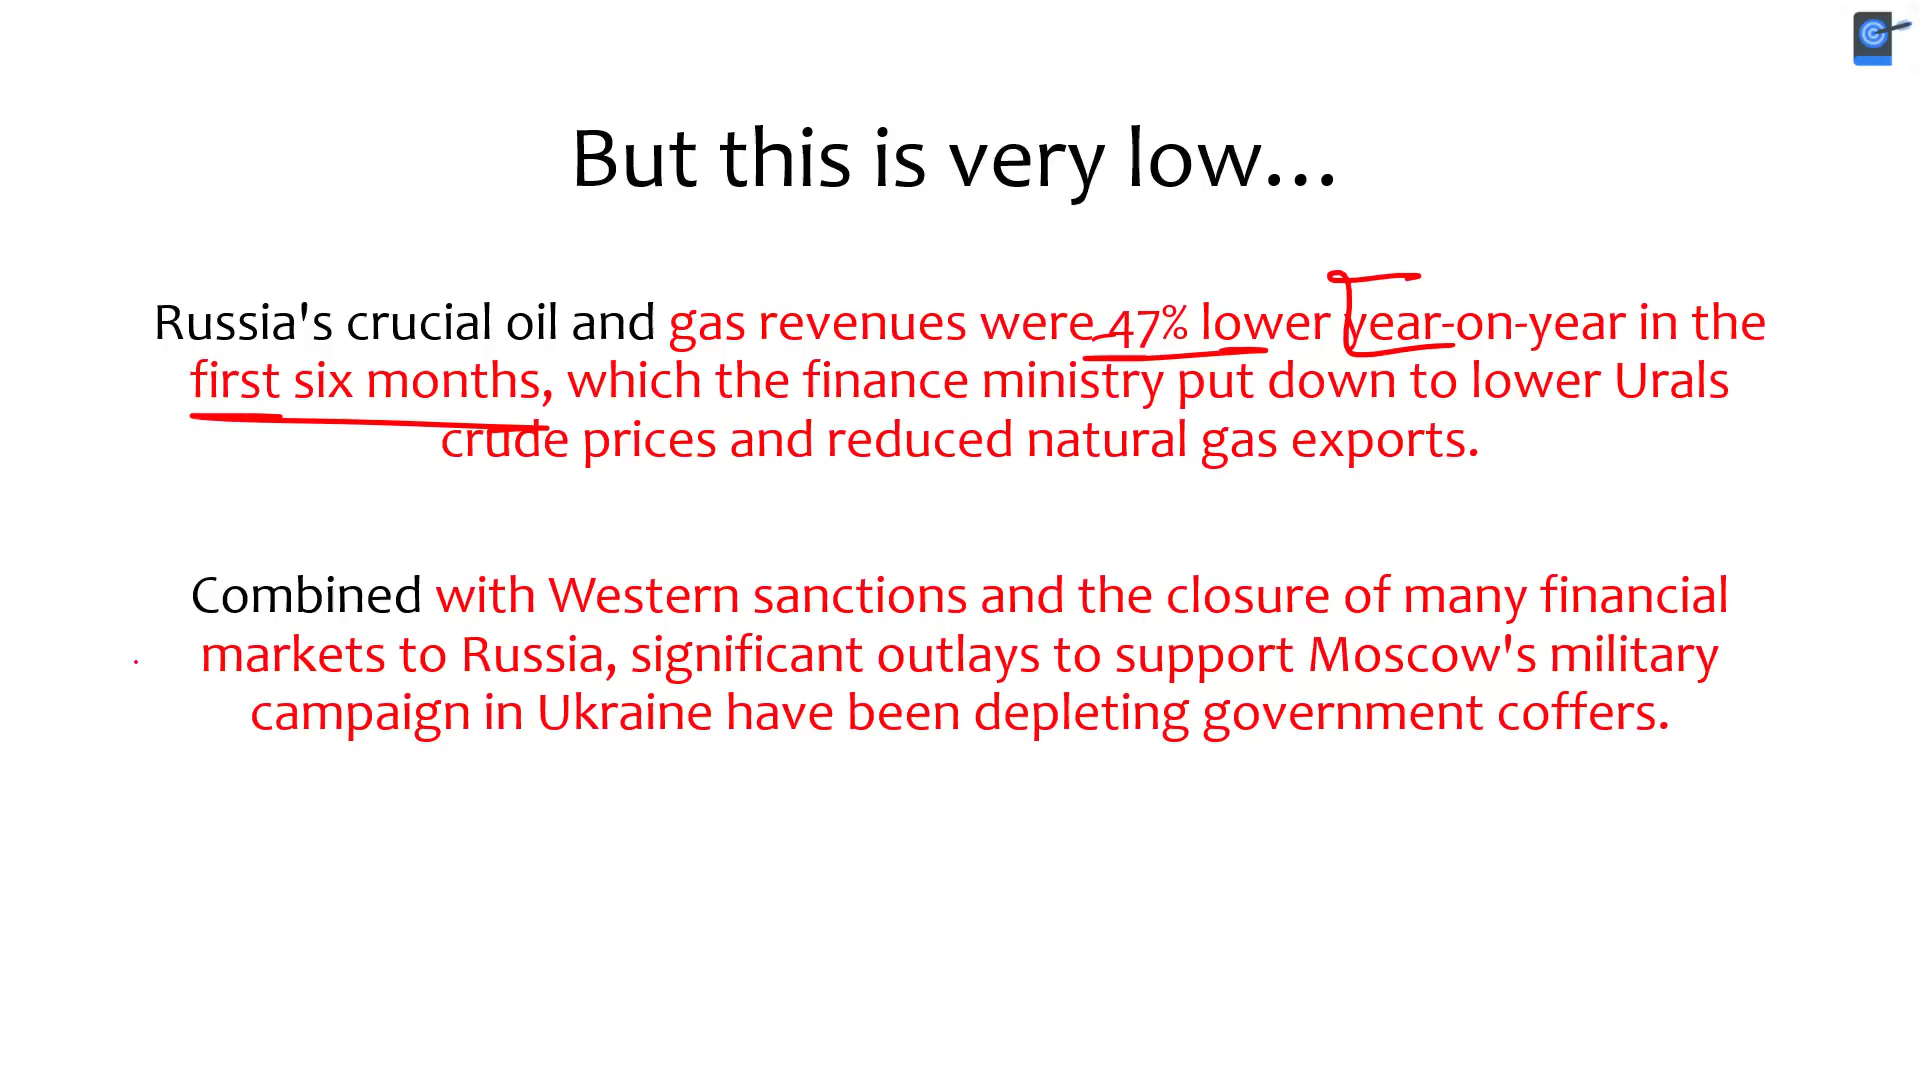 But this is very low...
Russia's crucial oil and gas revenues were 47% lower year-on-year in the
first six months, which the finance ministry put down to lower Urals
crude prices and reduced natural gas exports.
Combined with Western sanctions and the closure of many financial
markets to Russia, significant outlays to support Moscow's military
campaign in Ukraine have been depleting government coffers.